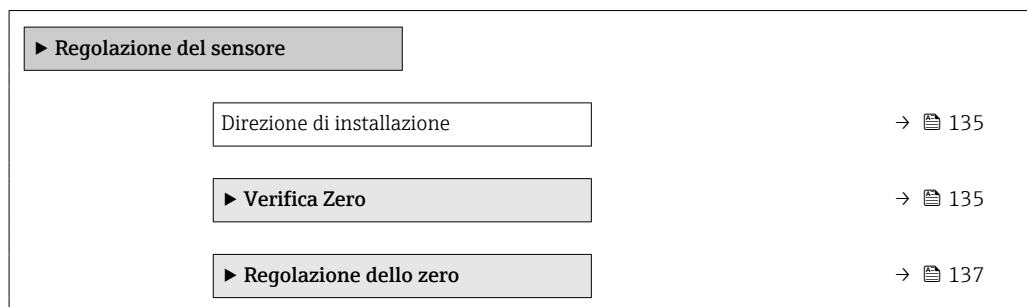 ▶ Regolazione del sensore
Direzione di installazione → 135
▶ Verifica Zero → 135
▶ Regolazione dello zero → 137